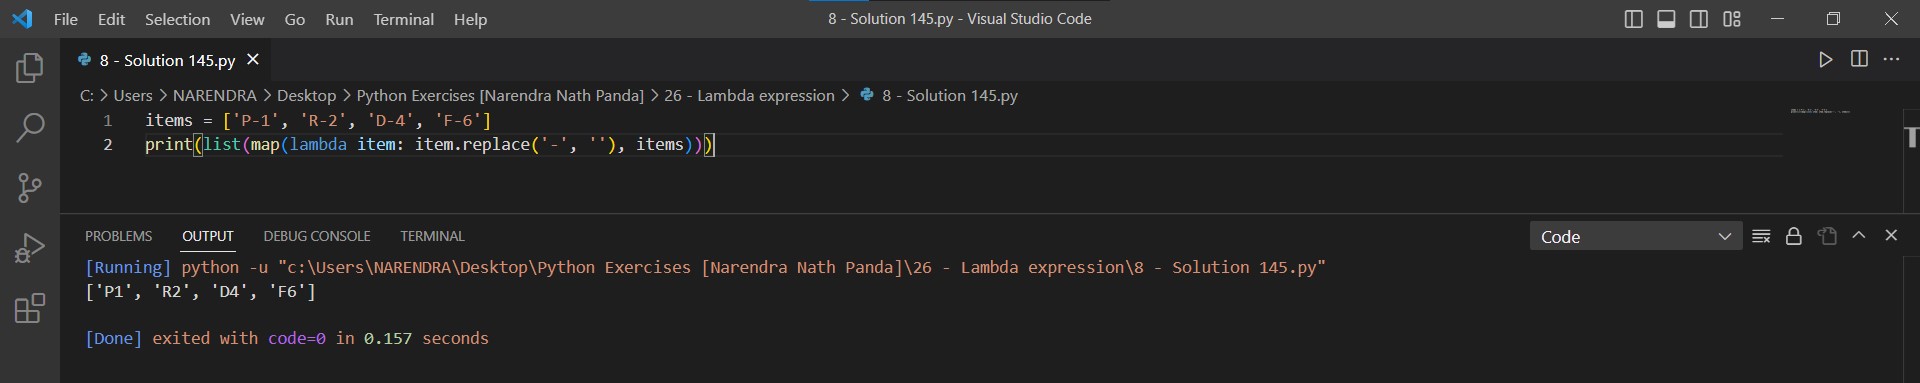 File Edit Selection View Go Run Terminal Help
8 - Solution 145.py - Visual Studio Code
8 - Solution 145.py
C: > Users > NARENDRA > Desktop > Python Exercises [Narendra Nath Panda] > 26 - Lambda expression > 8 - Solution 145.py
1 items = ['P-1', 'R-2', 'D-4', 'F-6']
2 print(list(map(lambda item: item.replace('-', ''), items)))
PROBLEMS OUTPUT DEBUG CONSOLE TERMINAL
Code
[Running] python -u "c:\Users\NARENDRA\Desktop\Python Exercises [Narendra Nath Panda]\26 - Lambda expression\8 - Solution 145.py"
['P1', 'R2', 'D4', 'F6']
[Done] exited with code=0 in 0.157 seconds